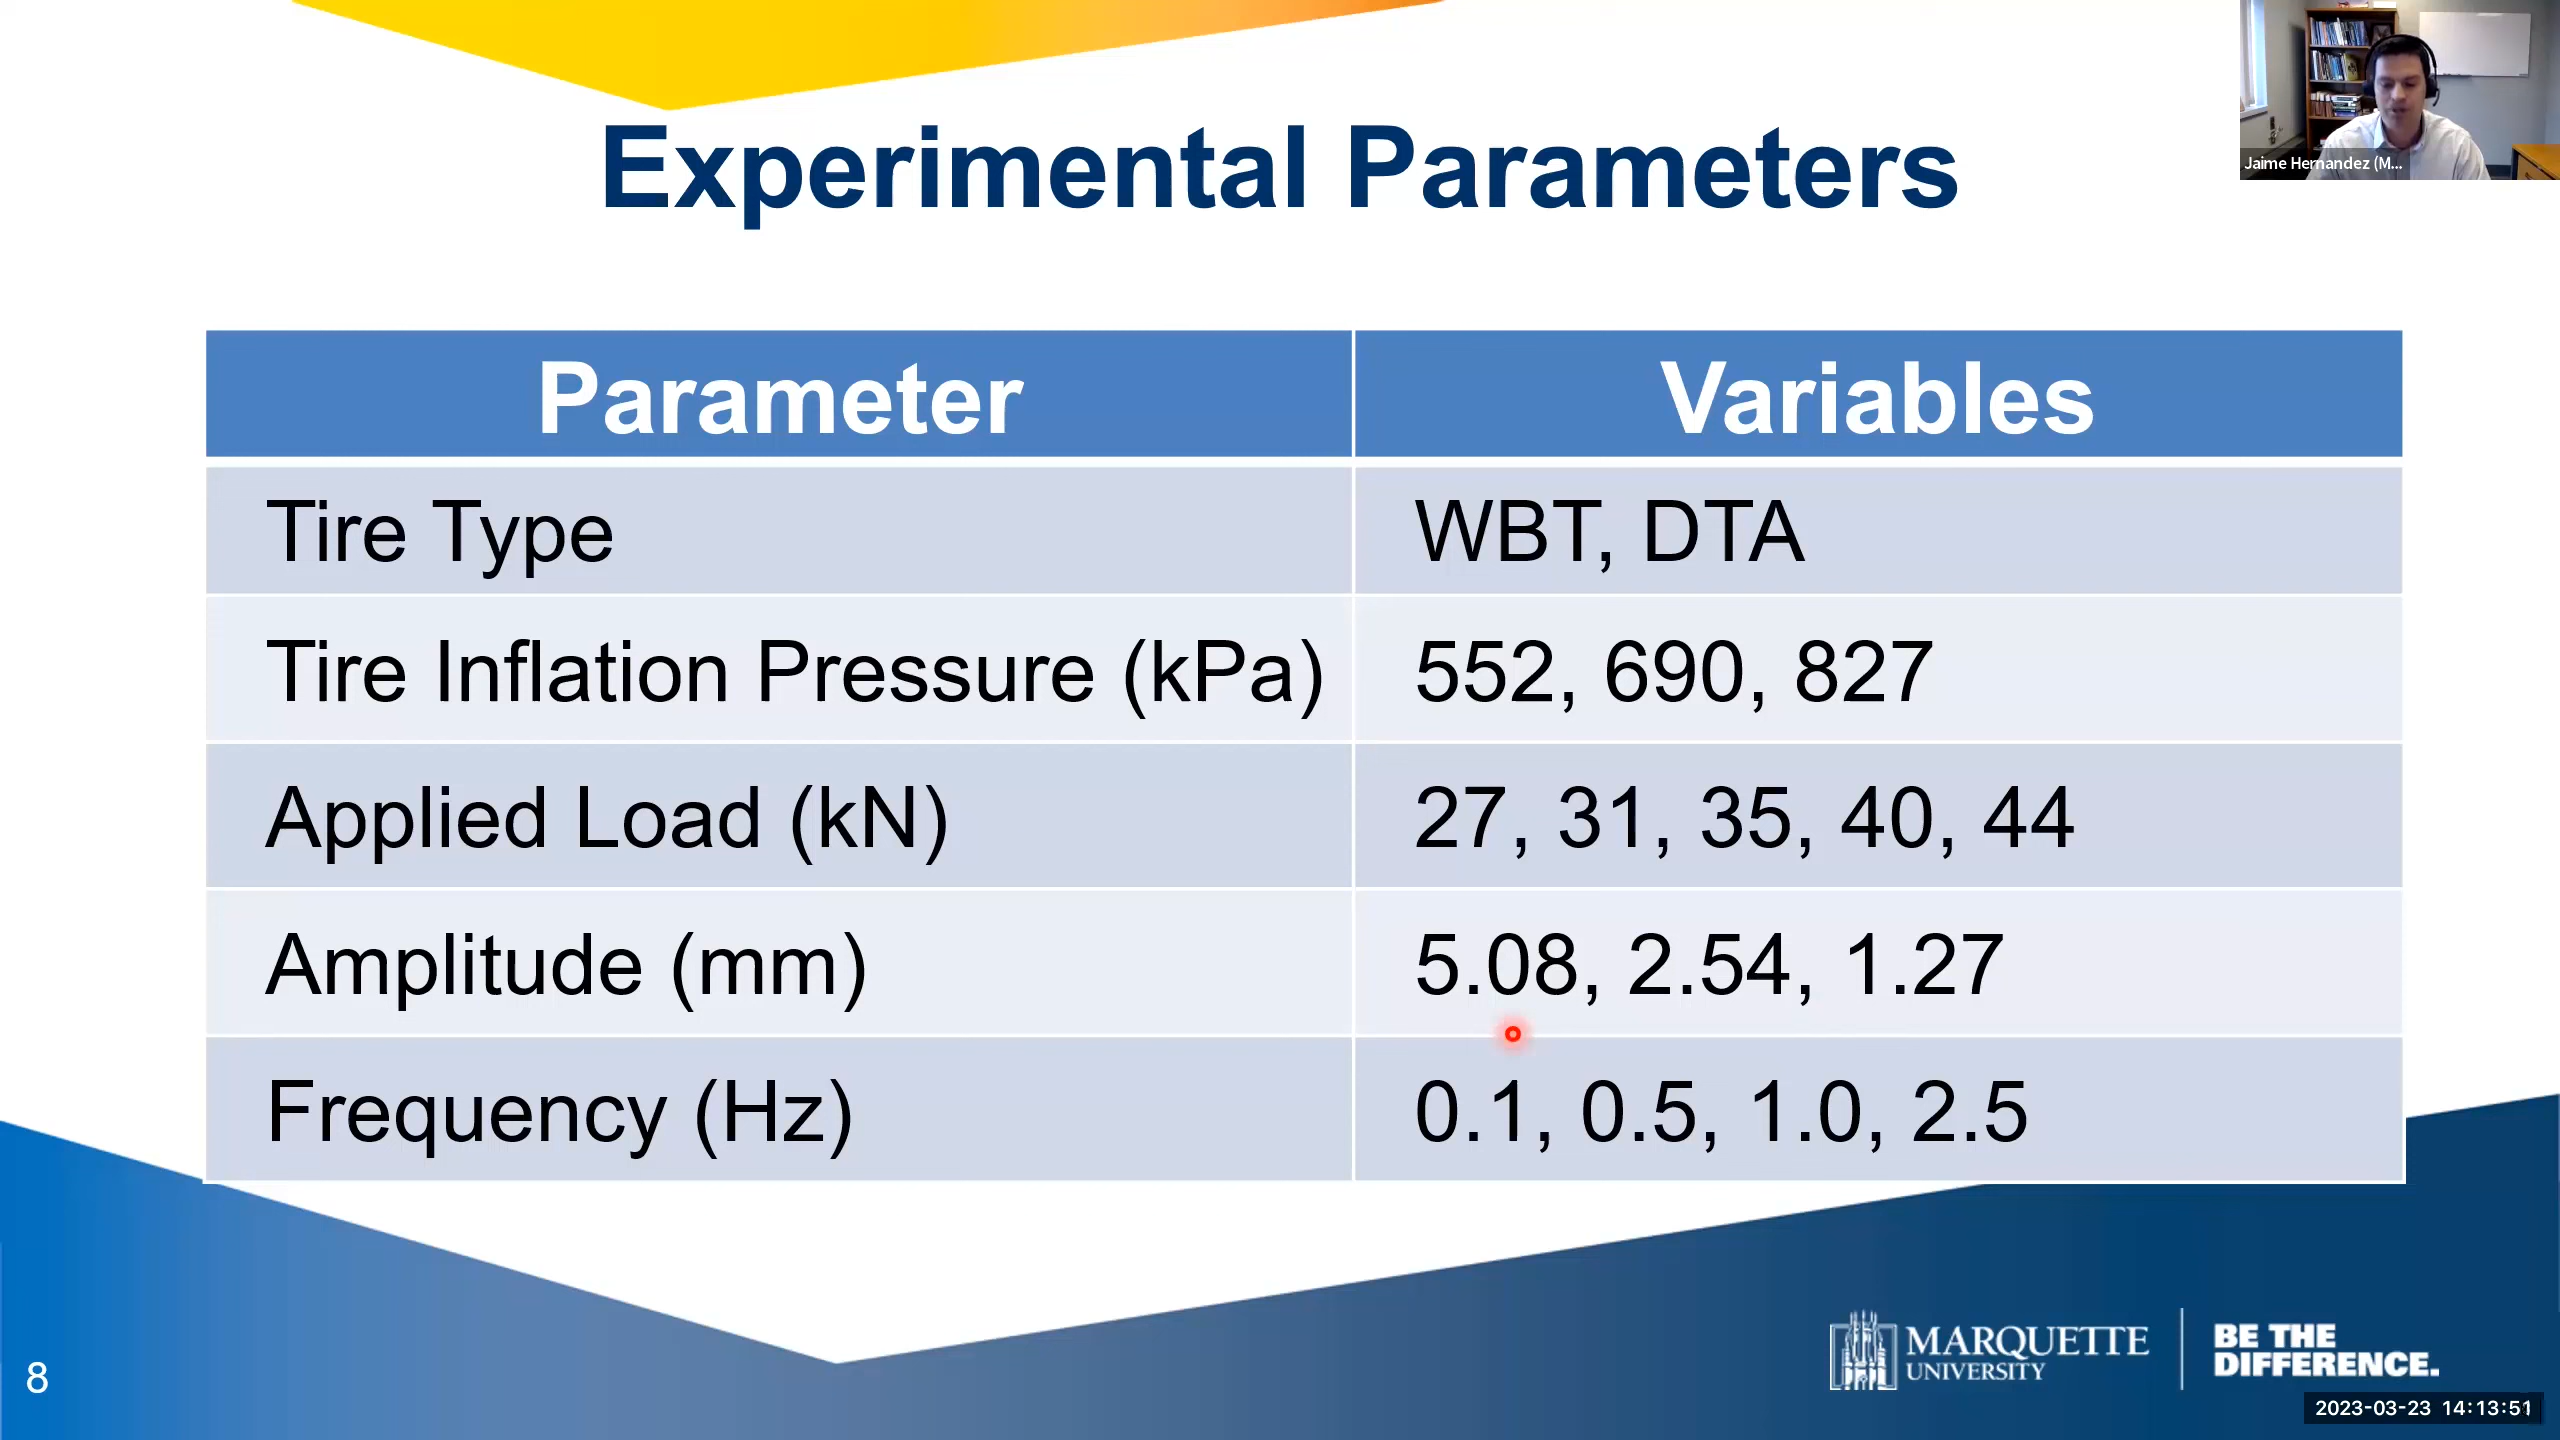 Experimental Parameters
Jaime Hernandez (M...
Parameter Variables
Tire Type WBT, DTA
Tire Inflation Pressure (kPa) 552, 690, 827
Applied Load (kN) 27, 31, 35, 40, 44
Amplitude (mm) 5.08, 2.54, 1.27
Frequency (Hz) 0.1, 0.5, 1.0, 2.5
MARQUETTE
UNIVERSITY
BE THE
DIFFERENCE.
8
2023-03-23 14:13:51